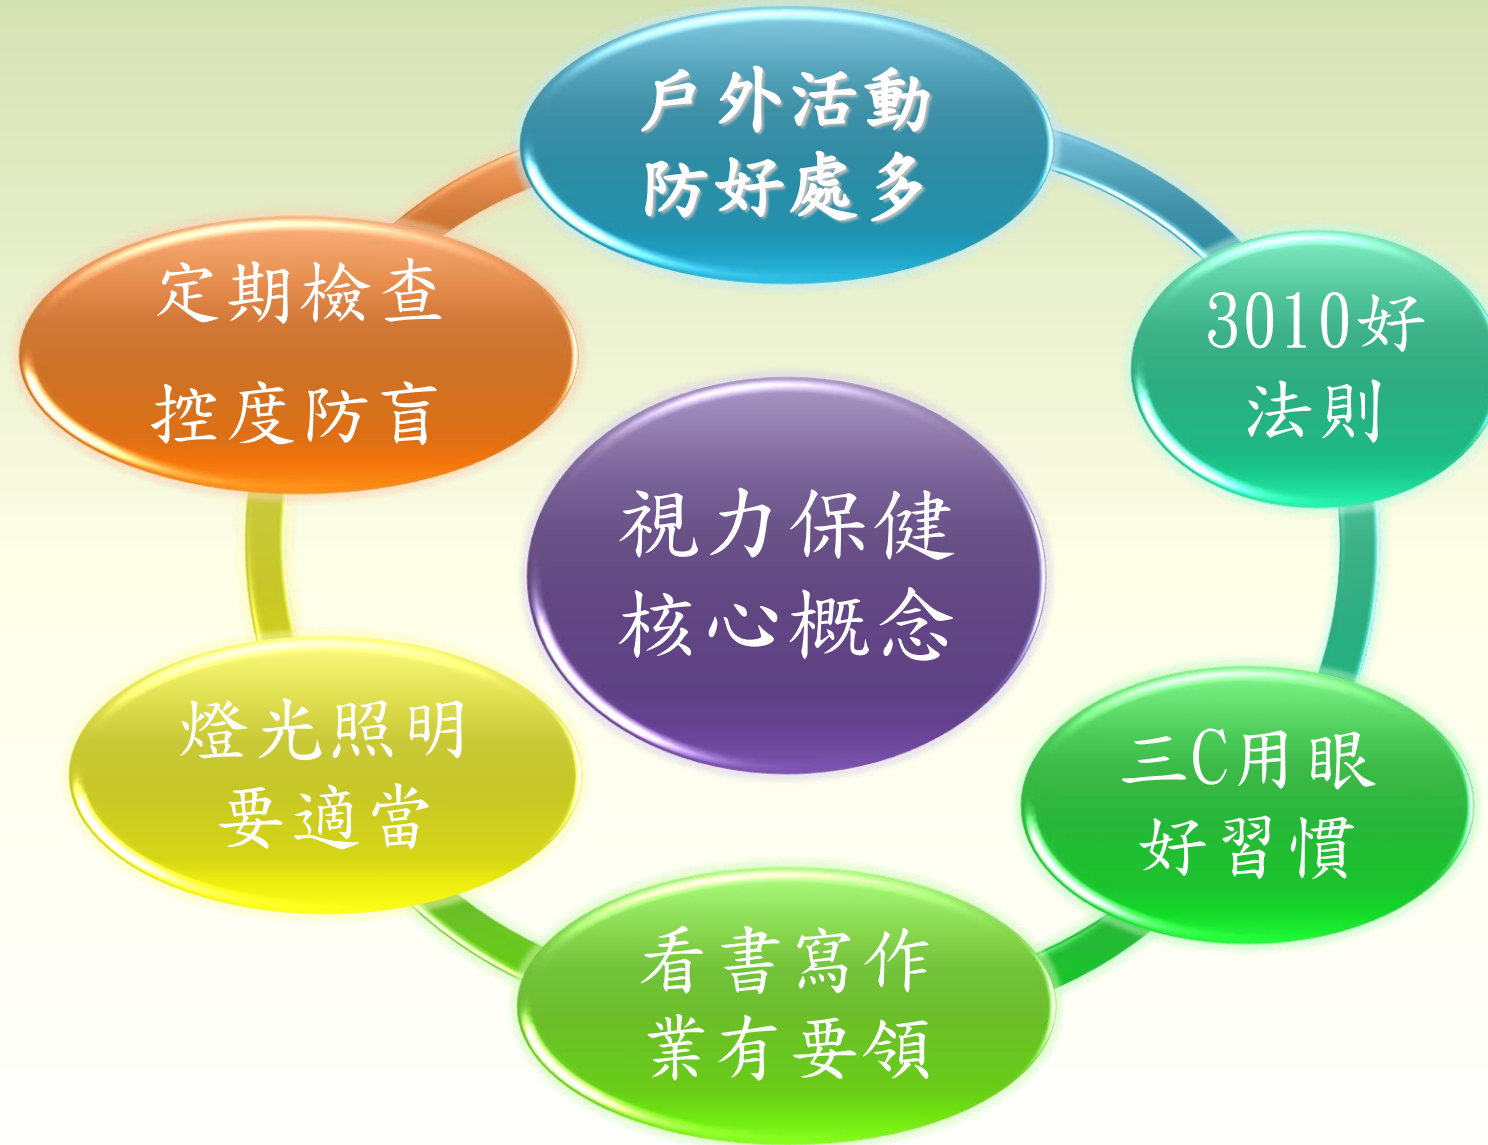 戶外活動
防好處多
定期檢查
控度防盲
3010好
法則
視力保健
核心概念
燈光照明
要適當
三C用眼
好習慣
看書寫作
業有要領